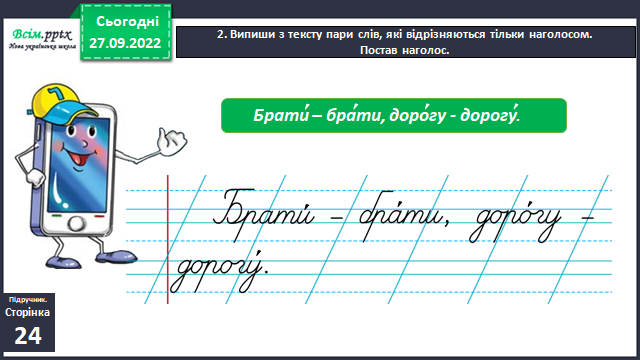 Всім.pptx
Нова українська школа
Сьогодні
27.09.2022
2. Випиши з тексту пари слів, які відрізняються тільки наголосом.
Постав наголос.
Брати́ – бра́ти, доро́гу - дорогу́.
Брати́ – бра́ти, доро́гу –
дорогу́.
Підручник.
Сторінка
24